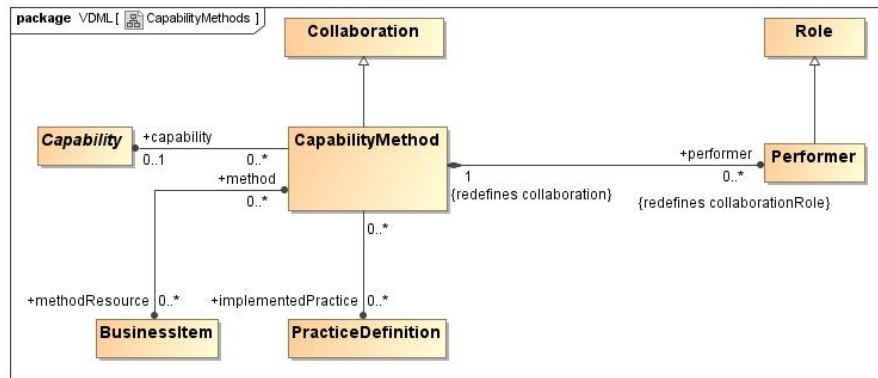 package VDML [ CapabilityMethods ]
Collaboration
Role
Capability
+capability
0..1
0..*
CapabilityMethod
+performer
Performer
1
0..*
{redefines collaboration}
{redefines collaborationRole}
+method
0..*
0..*
+methodResource
0..*
+implementedPractice
0..*
BusinessItem
PracticeDefinition